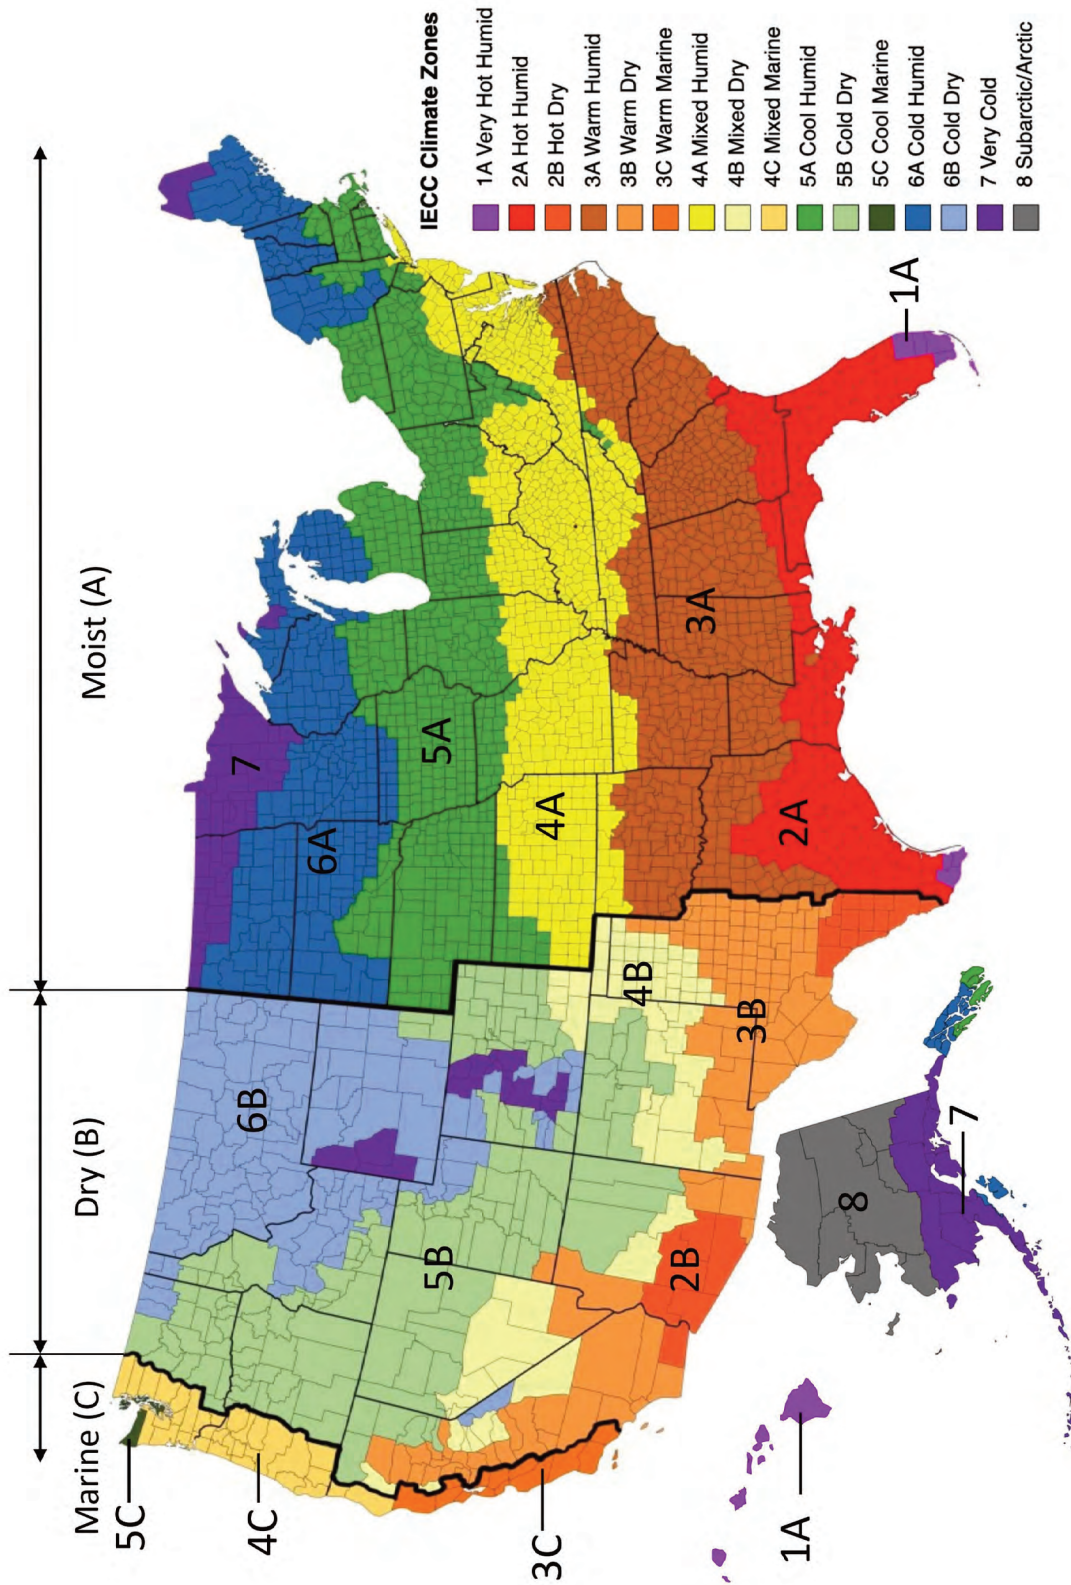 Marine (C)
Dry (B)
Moist (A)
5C
4C
3C
6B
5B
2B
4B
3B
7
6A
5A
4A
3A
2A
1A
1A
8
7
IECC Climate Zones
1A Very Hot Humid
2A Hot Humid
2B Hot Dry
3A Warm Humid
3B Warm Dry
3C Warm Marine
4A Mixed Humid
4B Mixed Dry
4C Mixed Marine
5A Cool Humid
5B Cold Dry
5C Cool Marine
6A Cold Humid
6B Cold Dry
7 Very Cold
8 Subarctic/Arctic